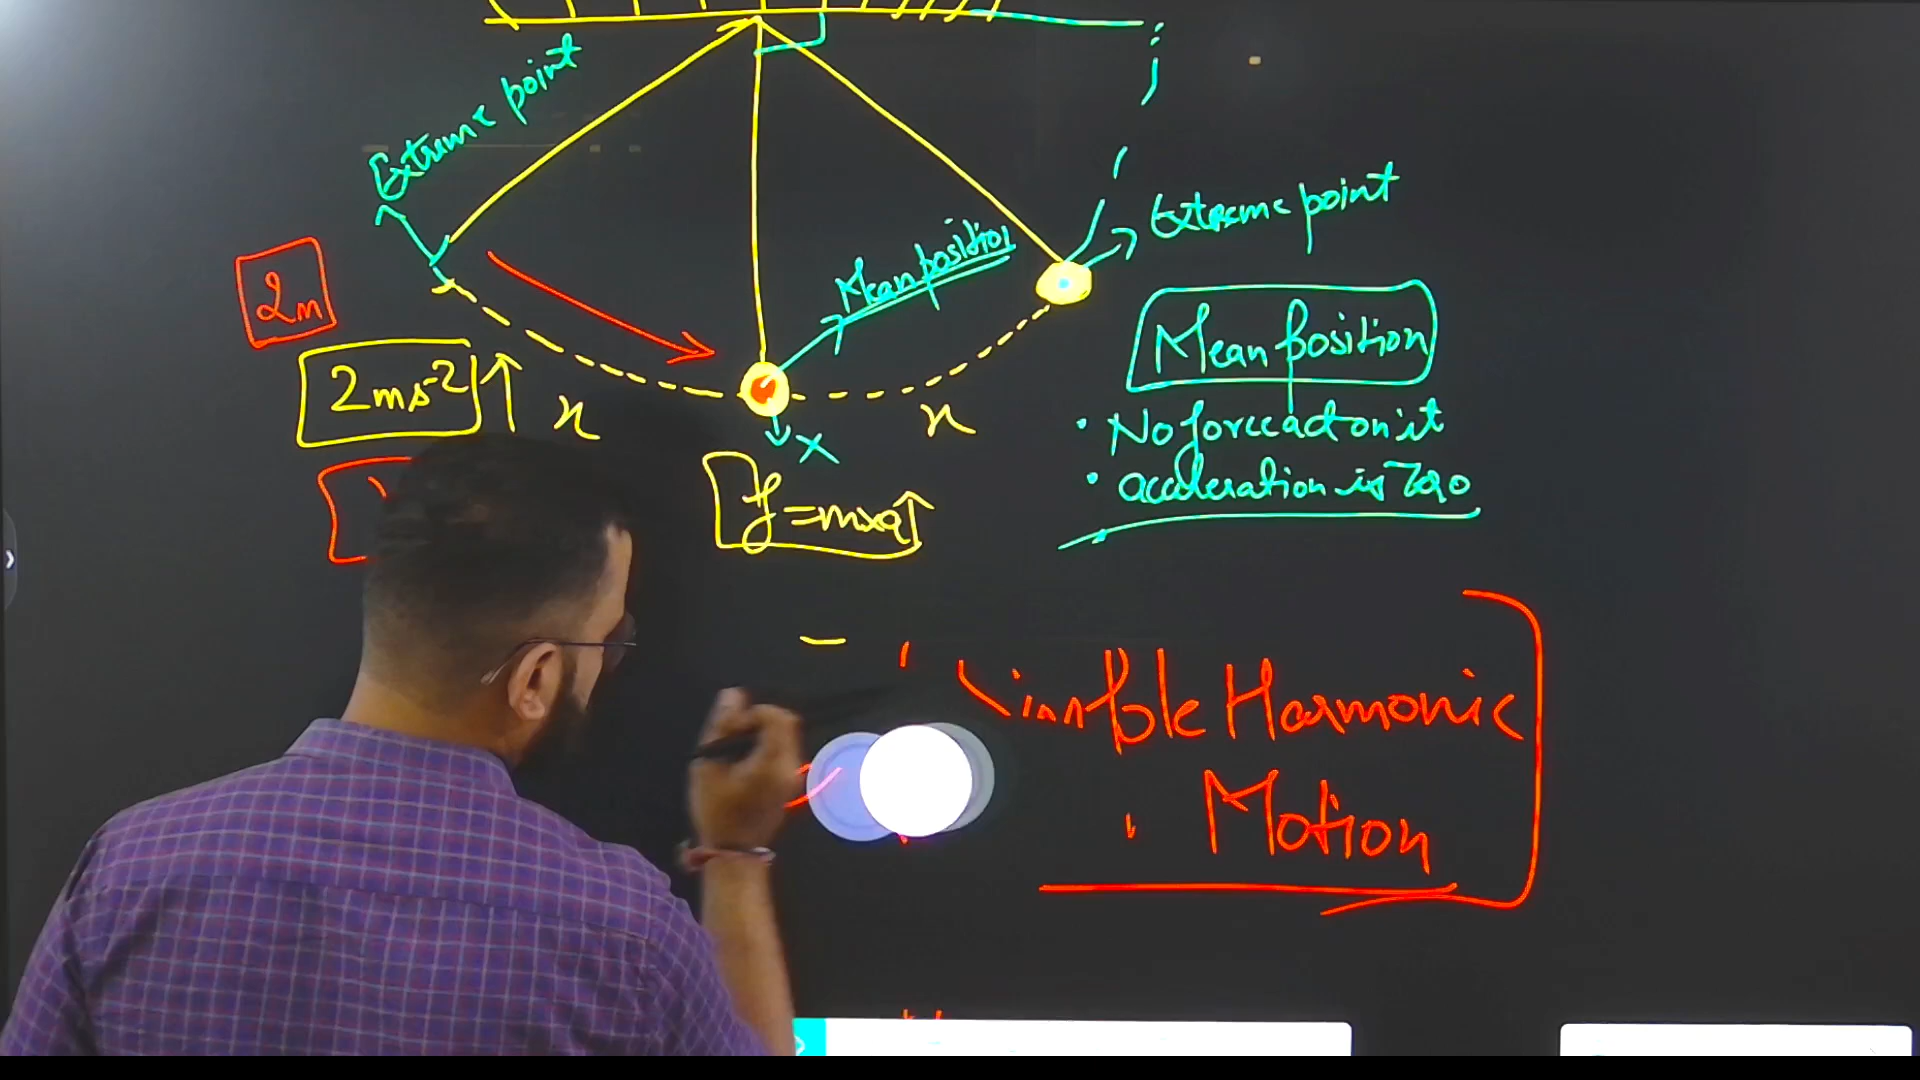 Extreme point
Extreme point
Mean position
2m
2ms-2
x
x
x
Mean position
• No force act on it
• acceleration is Zero
f = mxa
Harmonic
Motion